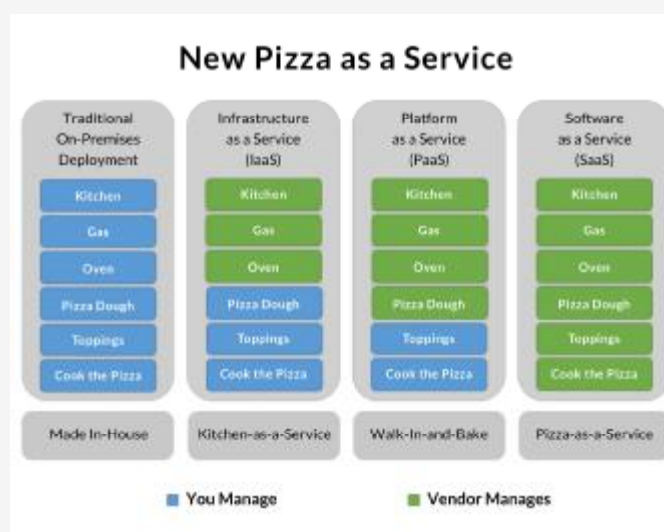 New Pizza as a Service
Traditional
On-Premises
Deployment
Kitchen
Gas
Oven
Pizza Dough
Toppings
Cook the Pizza
Made In-House
Infrastructure
as a Service
(IaaS)
Kitchen
Gas
Oven
Pizza Dough
Toppings
Cook the Pizza
Kitchen-as-a-Service
Platform
as a Service
(PaaS)
Kitchen
Gas
Oven
Pizza Dough
Toppings
Cook the Pizza
Walk-In-and-Bake
Software
as a Service
(SaaS)
Kitchen
Gas
Oven
Pizza Dough
Toppings
Cook the Pizza
Pizza-as-a-Service
You Manage
Vendor Manages